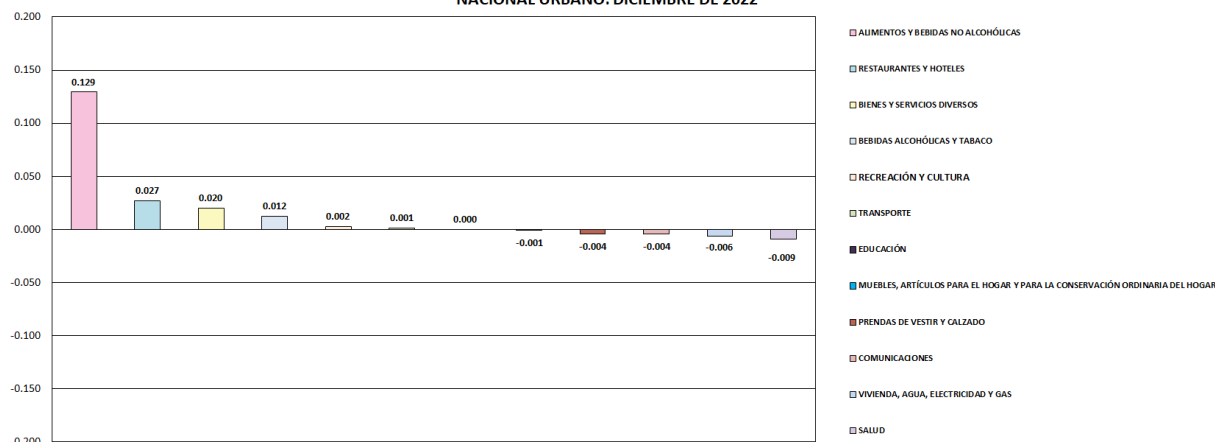 NACIONAL URBANO. DICIEMBRE DE 2022
0.200
0.150
0.100
0.050
0.000
-0.050
-0.100
-0.150
-0.200
0.129
0.027
0.020
0.012
0.002
0.001
0.000
-0.001
-0.004
-0.004
-0.006
-0.009
ALIMENTOS Y BEBIDAS NO ALCOHÓLICAS
RESTAURANTES Y HOTELES
BIENES Y SERVICIOS DIVERSOS
BEBIDAS ALCOHÓLICAS Y TABACO
RECREACIÓN Y CULTURA
TRANSPORTE
EDUCACIÓN
MUEBLES, ARTÍCULOS PARA EL HOGAR Y PARA LA CONSERVACIÓN ORDINARIA DEL HOGAR
PRENDAS DE VESTIR Y CALZADO
COMUNICACIONES
VIVIENDA, AGUA, ELECTRICIDAD Y GAS
SALUD